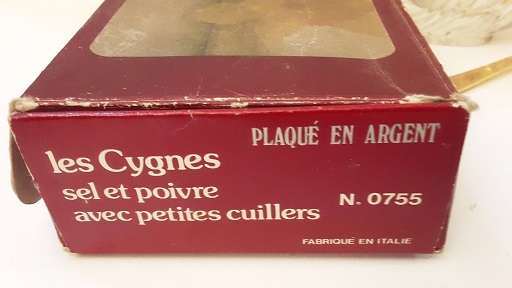 PLAQUÉ EN ARGENT
les Cygnes
sel et poivre
avec petites cuillers
N. 0755
FABRIQUÉ EN ITALIE